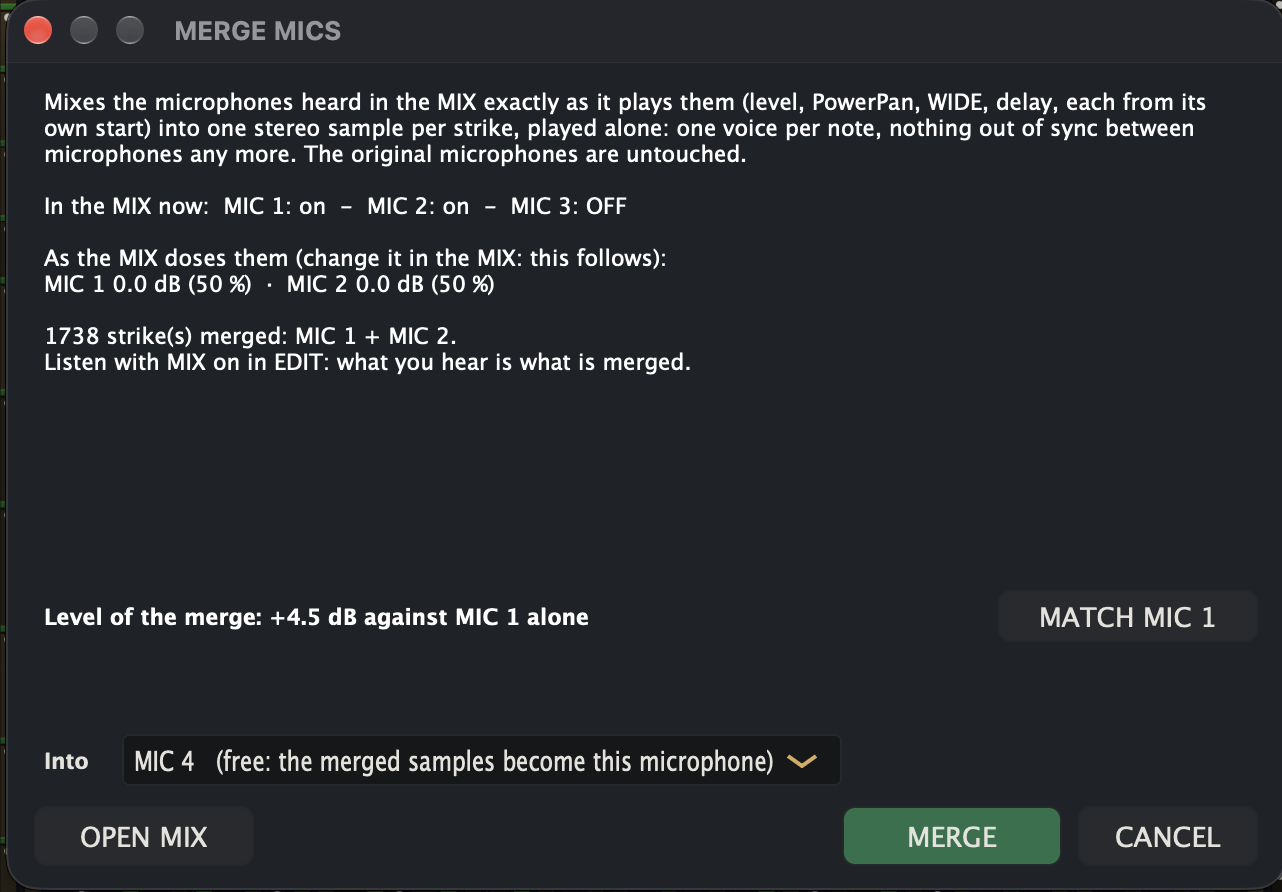 MERGE MICS
Mixes the microphones heard in the MIX exactly as it plays them (level, PowerPan, WIDE, delay, each from its
own start) into one stereo sample per strike, played alone: one voice per note, nothing out of sync between
microphones any more. The original microphones are untouched.
In the MIX now:  MIC 1: on  –  MIC 2: on  –  MIC 3: OFF
As the MIX doses them (change it in the MIX: this follows):
MIC 1 0.0 dB (50 %)  ·  MIC 2 0.0 dB (50 %)
1738 strike(s) merged: MIC 1 + MIC 2.
Listen with MIX on in EDIT: what you hear is what is merged.
Level of the merge: +4.5 dB against MIC 1 alone
MATCH MIC 1
Into
MIC 4   (free: the merged samples become this microphone)
OPEN MIX
MERGE
CANCEL